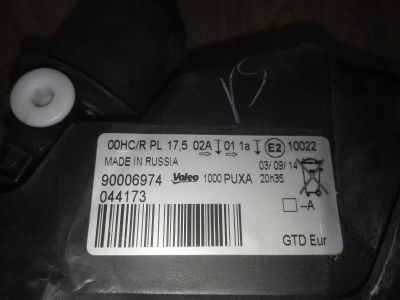 00HC/R PL 17,5 02A 01 1a E2 10022
MADE IN RUSSIA 03/09/14
90006974 Valeo 1000 PUXA 20h35
044173
--A
GTD Eur